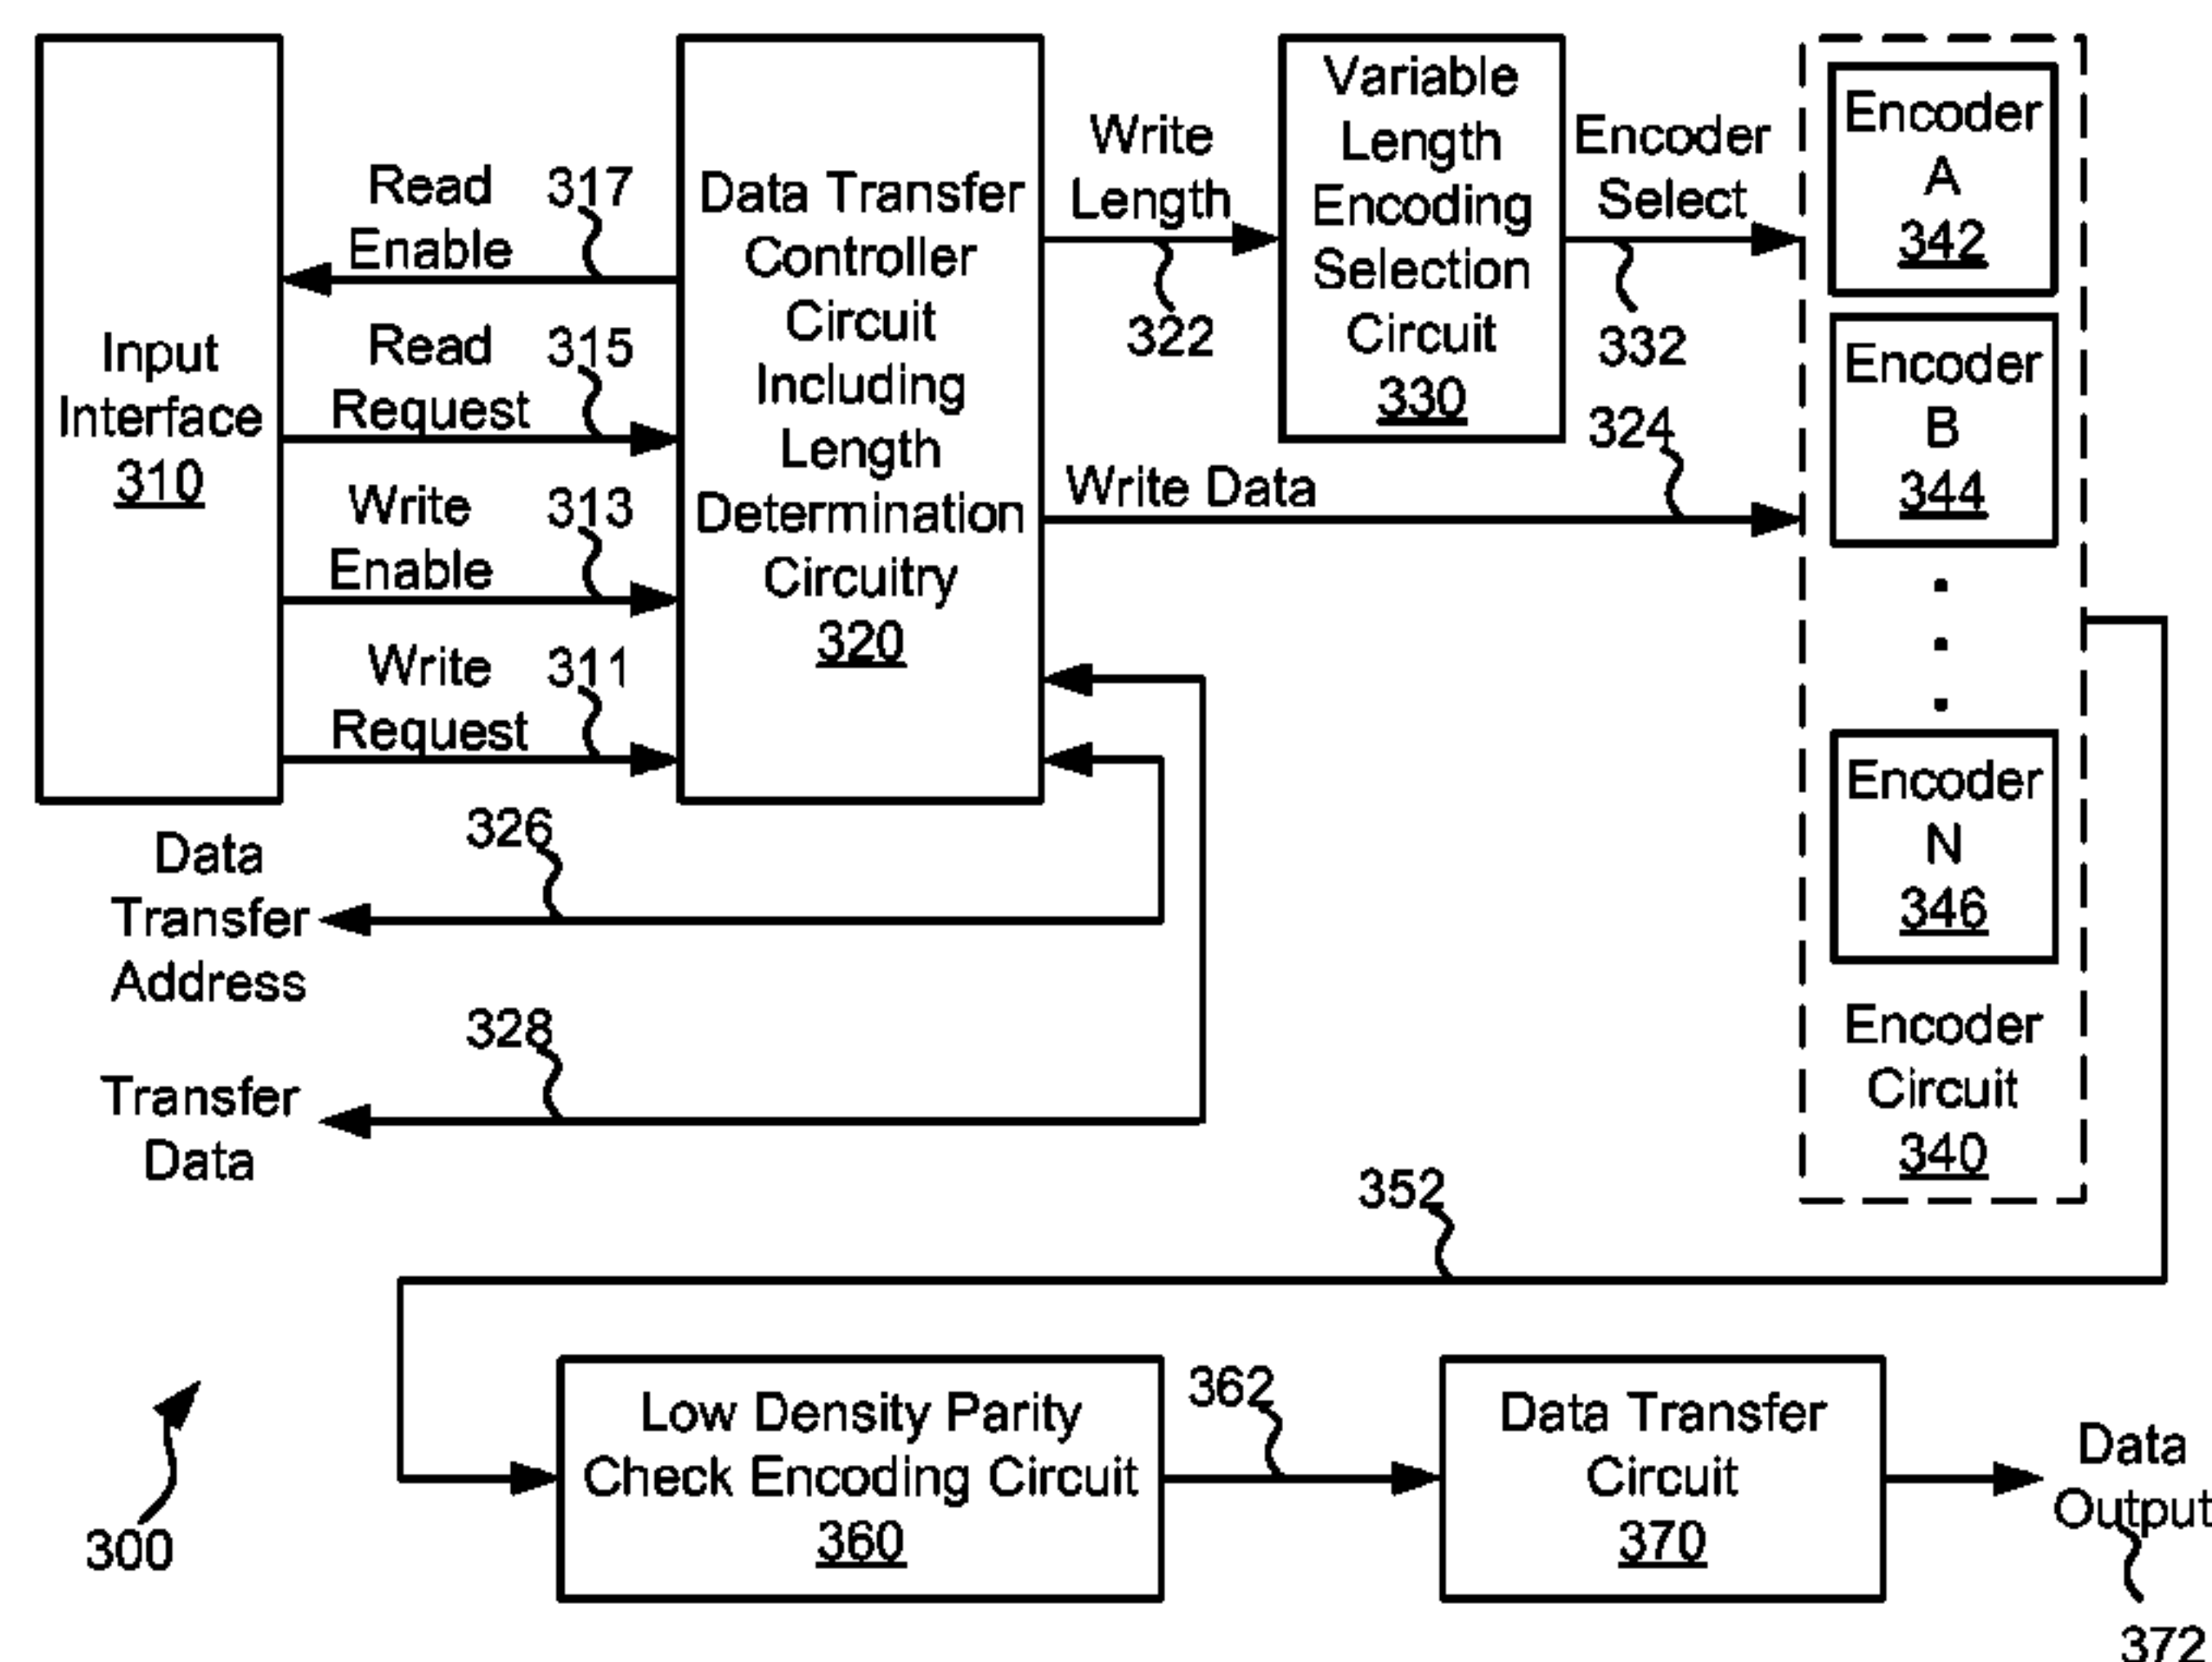 Input
Interface
310
Read
Enable
317
Read
Request
315
Write
Enable
313
Write
Request
311
Data Transfer
Controller
Circuit
Including
Length
Determination
Circuitry
320
Write
Length
322
Variable
Length
Encoding
Selection
Circuit
330
Encoder
Select
332
Write Data
324
Encoder
A
342
Encoder
B
344
Encoder
N
346
Encoder
Circuit
340
Data
Transfer
Address
326
Transfer
Data
328
352
300
Low Density Parity
Check Encoding Circuit
360
362
Data Transfer
Circuit
370
Data
Output
372